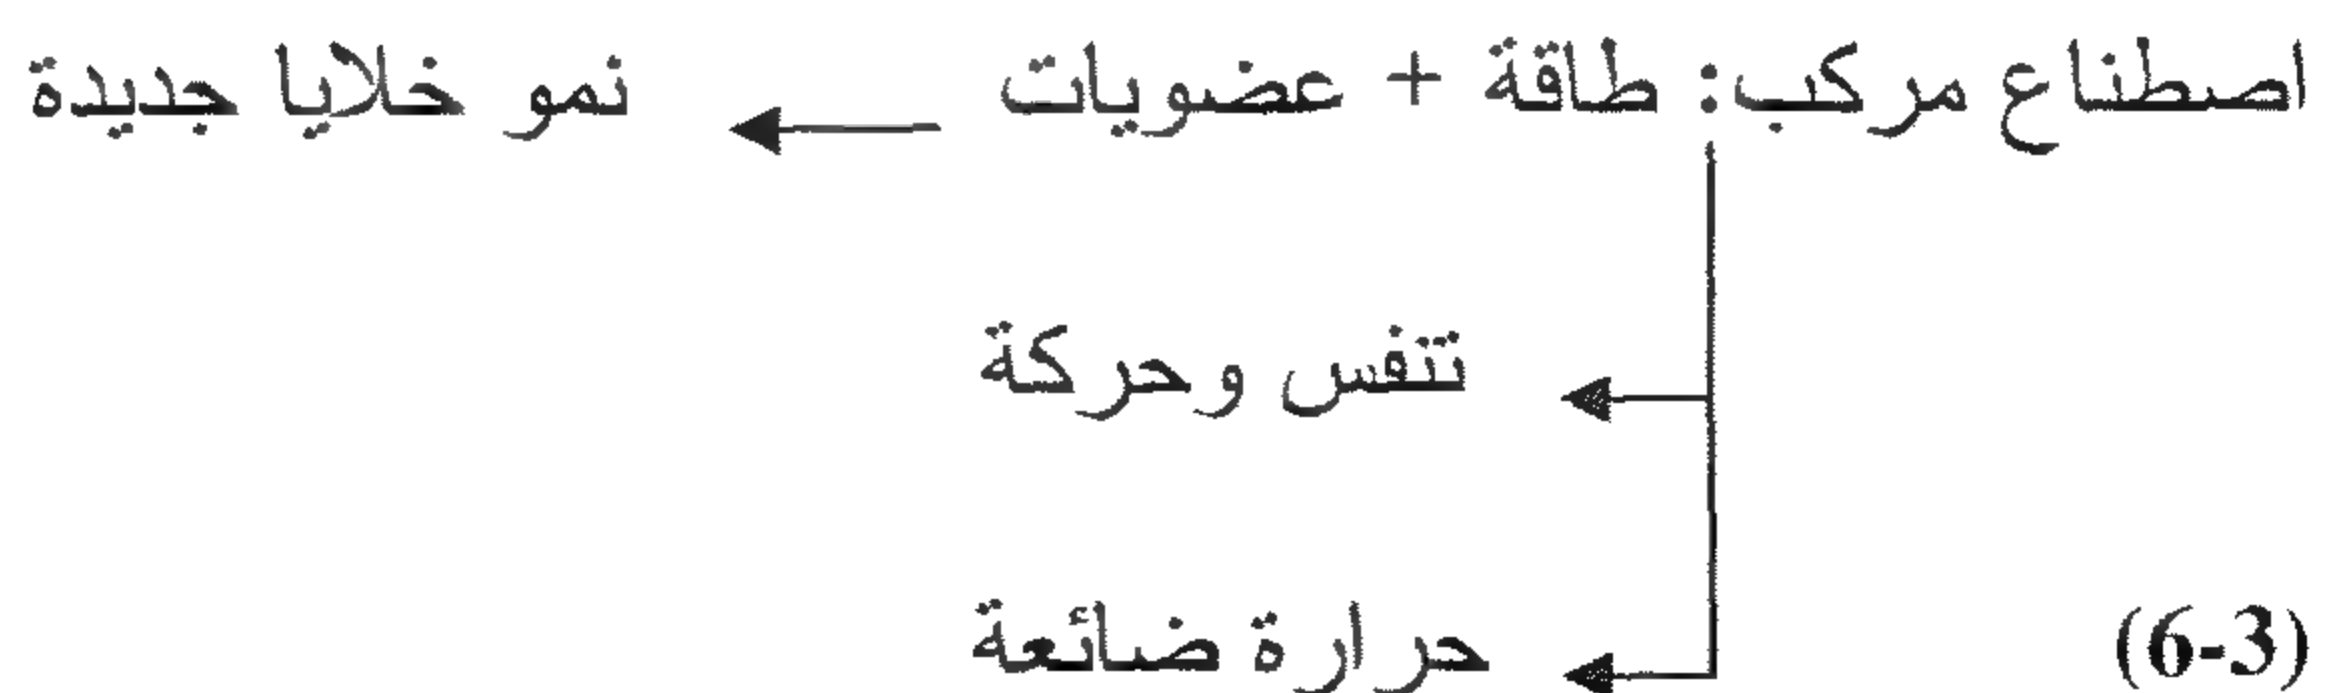 اصطناع مركب: طاقة + عضويات ← نمو خلايا جديدة
← تنفس وحركة
(6-3) ← حرارة ضائعة